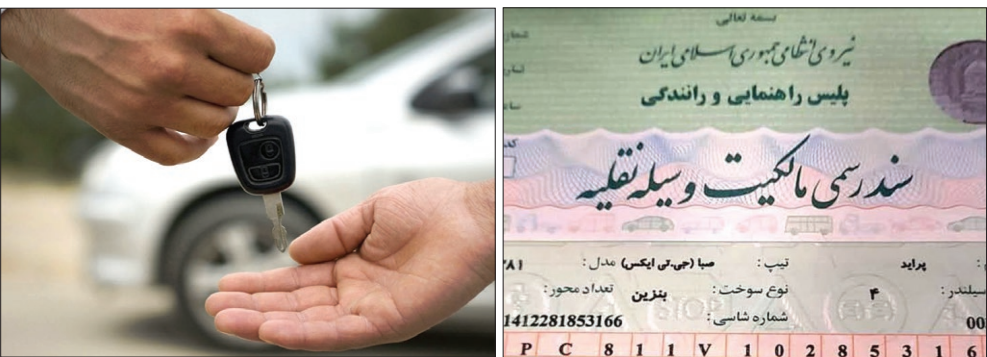 بسمه تعالی
نیروی انتظامی جمهوری اسلامی ایران
پلیس راهنمایی و رانندگی
سند رسمی مالکیت وسیله نقلیه
پراید تیپ : صبا (جی.تی ایکس) مدل : ۸۱
سیلندر : ۴ نوع سوخت : بنزین تعداد محور :
00 شماره شاسی : 1412281853166
P C 8 1 1 V 1 0 2 8 5 3 1 6